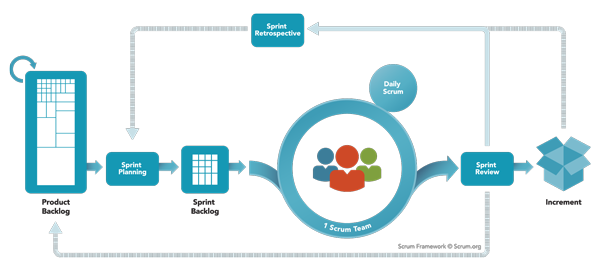 Sprint
Retrospective
Daily
Scrum
Sprint
Planning
Sprint
Review
Product
Backlog
Sprint
Backlog
1 Scrum Team
Increment
Scrum Framework © Scrum.org